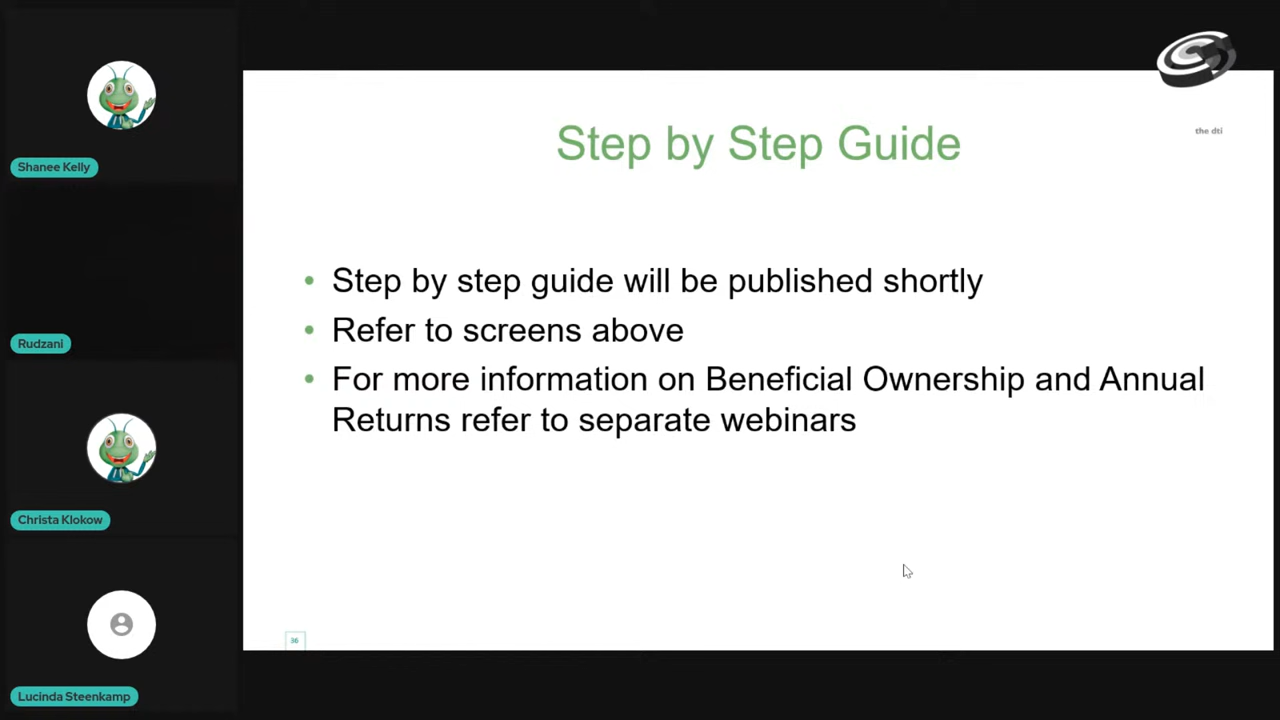 Shanee Kelly
Rudzani
Christa Klokow
Lucinda Steenkamp
the dti
Step by Step Guide
• Step by step guide will be published shortly
• Refer to screens above
• For more information on Beneficial Ownership and Annual
Returns refer to separate webinars
36